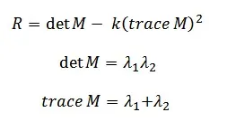 R = det M − k(trace M)²
det M = λ₁λ₂
trace M = λ₁+λ₂